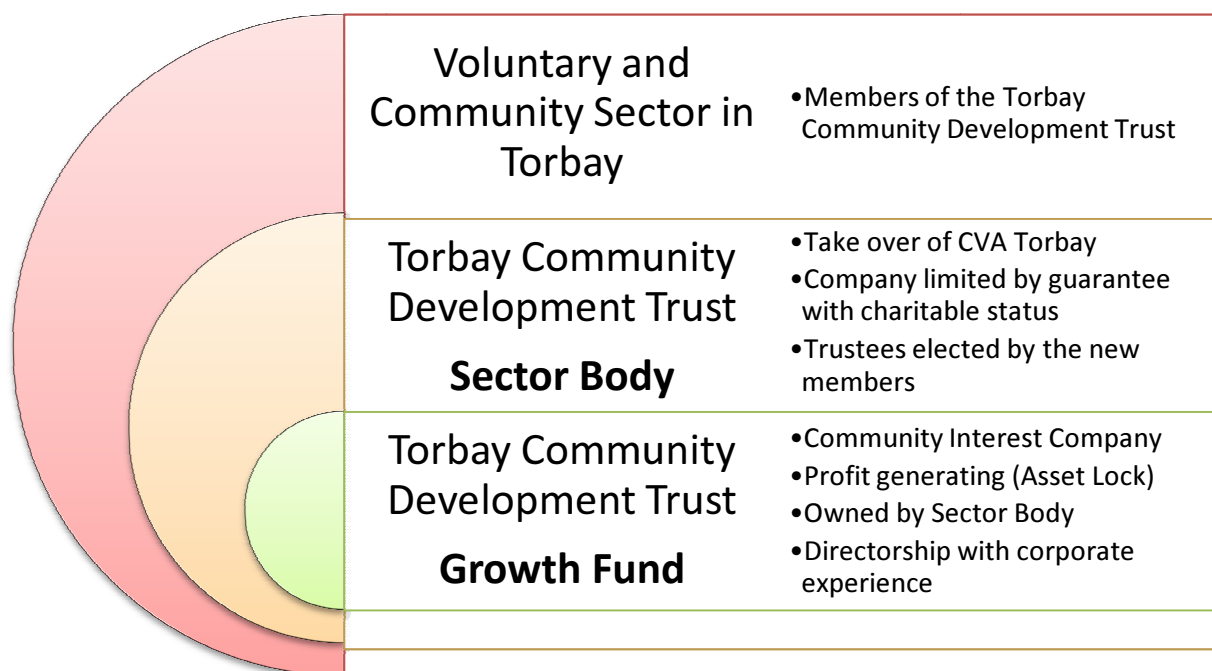 Voluntary and
Community Sector in
Torbay
•Members of the Torbay
Community Development Trust
Torbay Community
Development Trust
Sector Body
•Take over of CVA Torbay
•Company limited by guarantee
with charitable status
•Trustees elected by the new
members
Torbay Community
Development Trust
Growth Fund
•Community Interest Company
•Profit generating (Asset Lock)
•Owned by Sector Body
•Directorship with corporate
experience